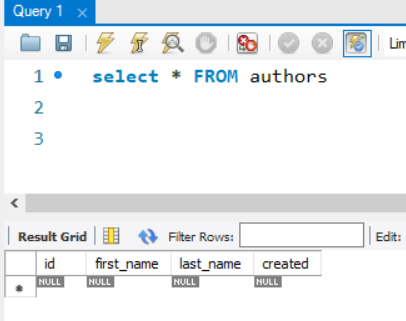 Query 1
Lim
1 select * FROM authors
2
3
Result Grid Filter Rows: Edit:
id first_name last_name created
* NULL NULL NULL NULL